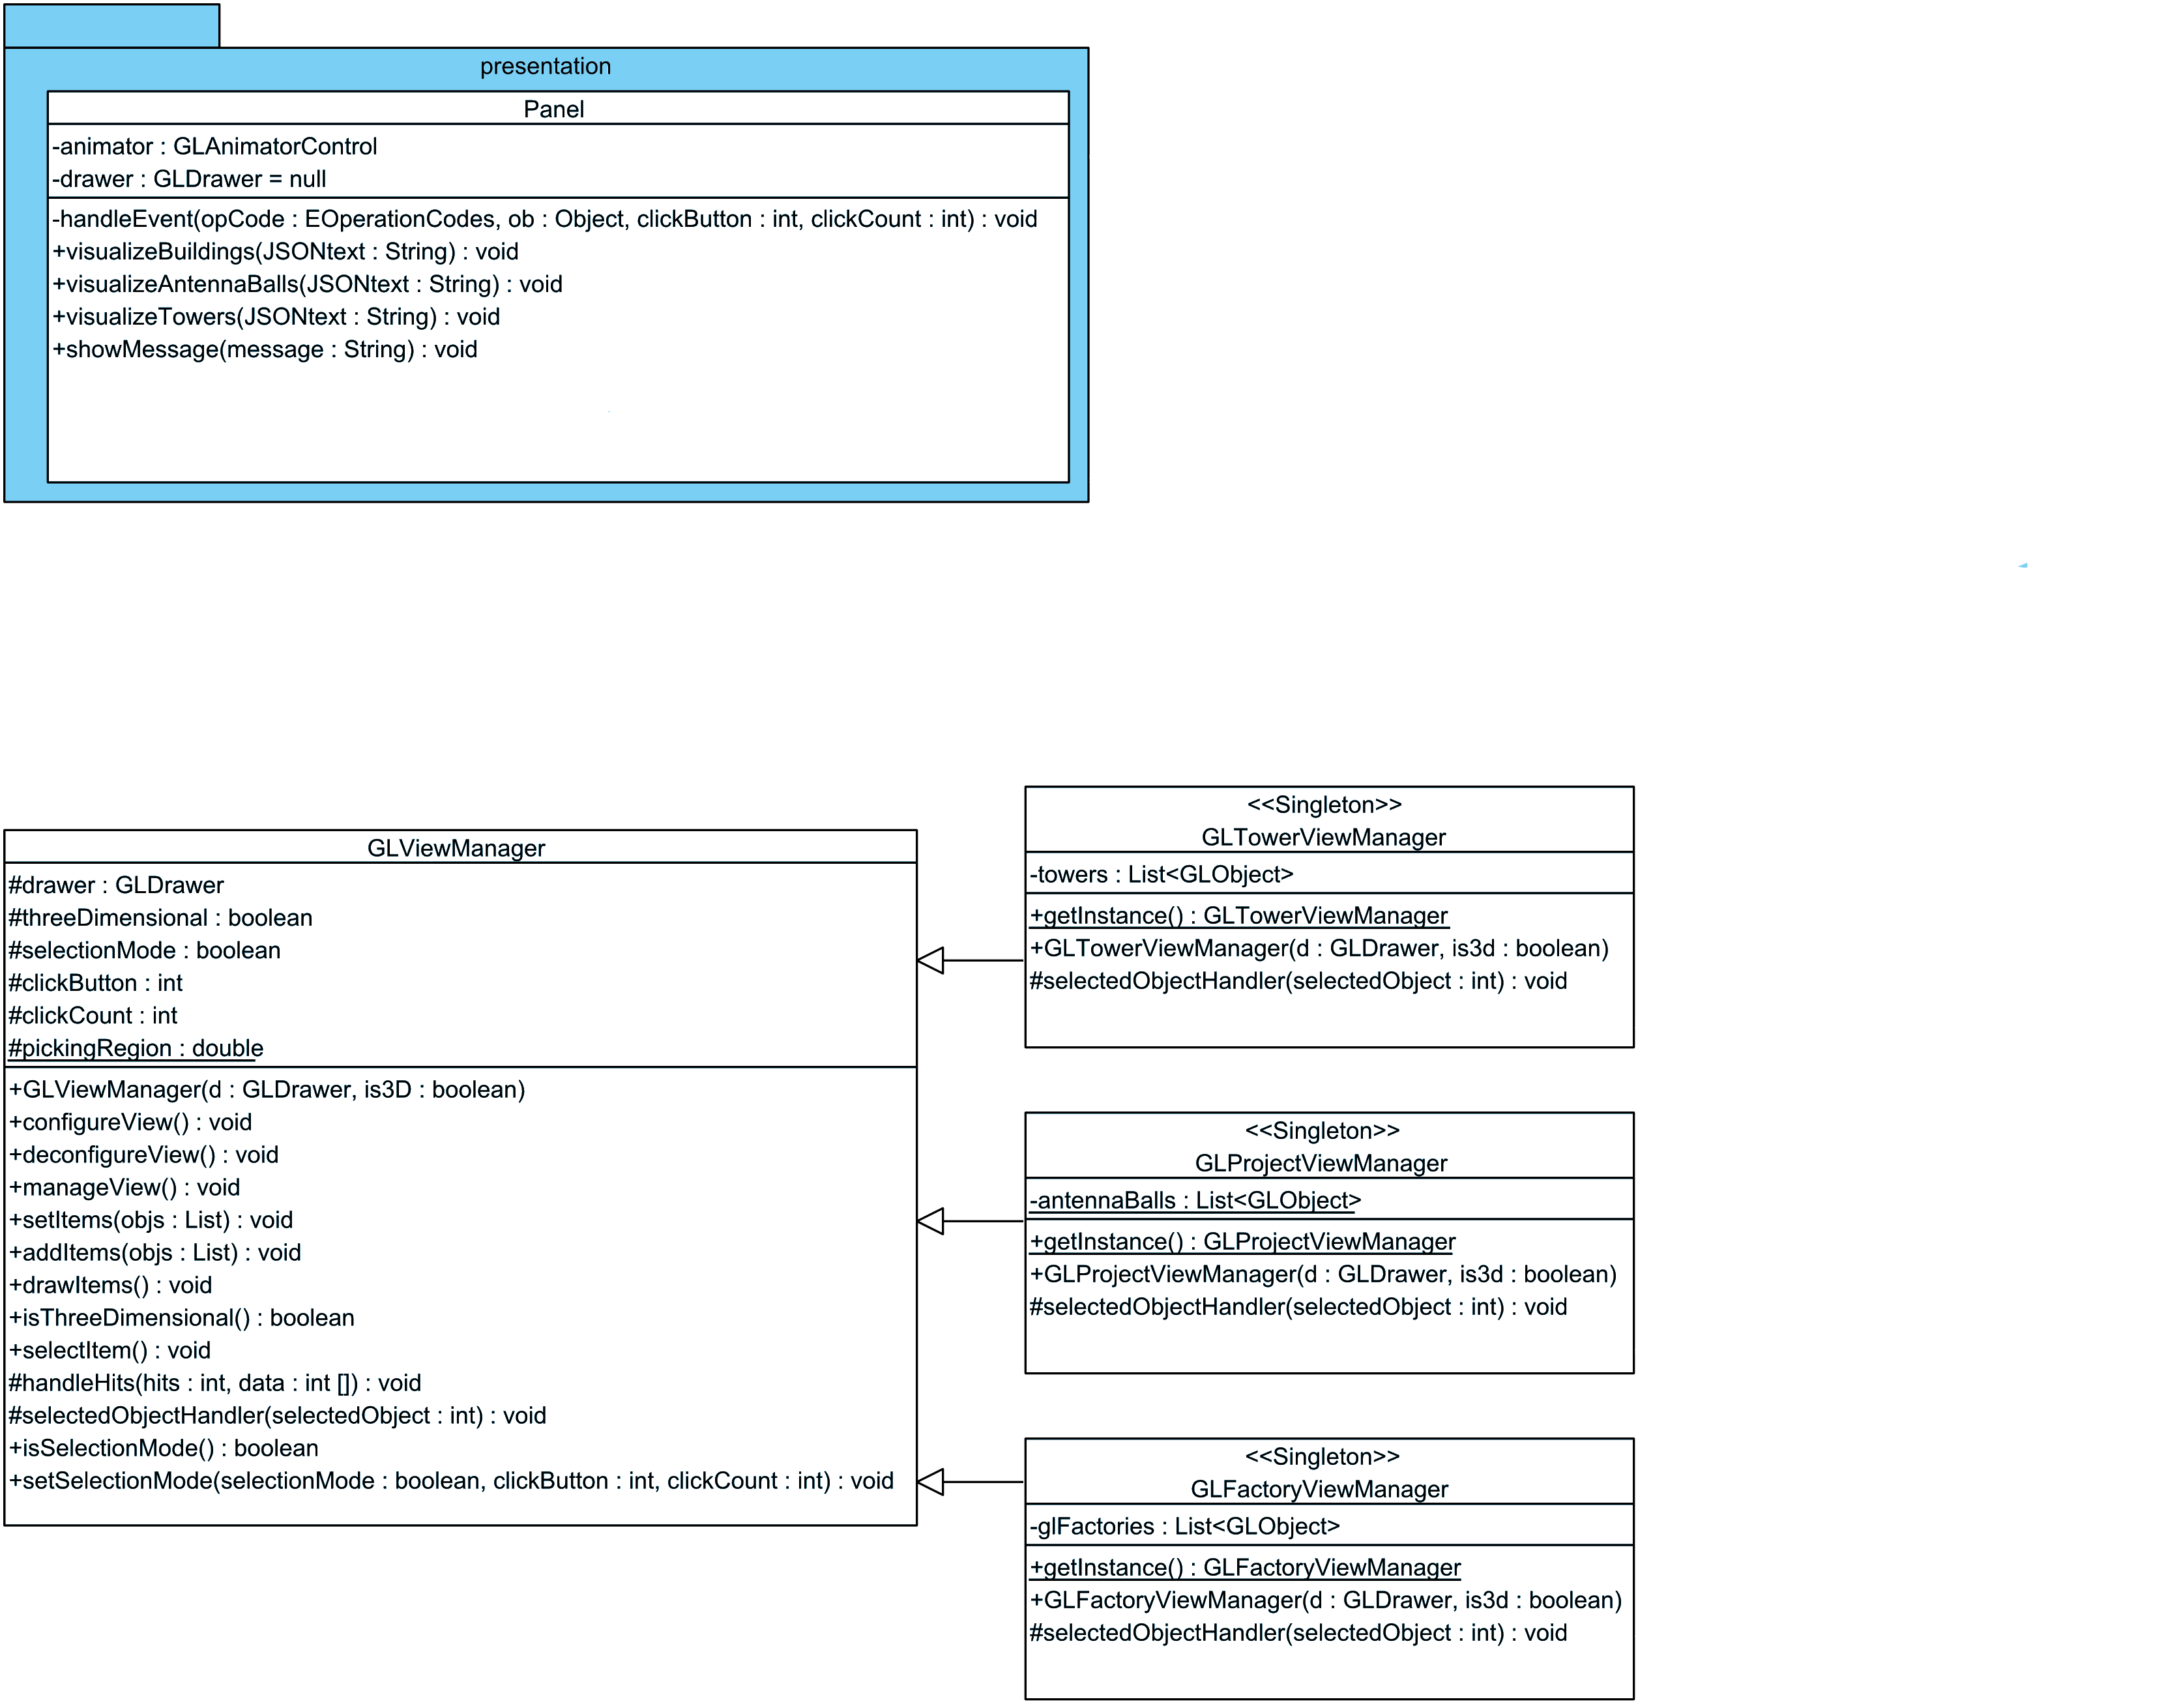 presentation
Panel
-animator : GLAnimatorControl
-drawer : GLDrawer = null
-handleEvent(opCode : EOperationCodes, ob : Object, clickButton : int, clickCount : int) : void
+visualizeBuildings(JSONtext : String) : void
+visualizeAntennaBalls(JSONtext : String) : void
+visualizeTowers(JSONtext : String) : void
+showMessage(message : String) : void
GLViewManager
#drawer : GLDrawer
#threeDimensional : boolean
#selectionMode : boolean
#clickButton : int
#clickCount : int
#pickingRegion : double
+GLViewManager(d : GLDrawer, is3D : boolean)
+configureView() : void
+deconfigureView() : void
+manageView() : void
+setItems(objs : List) : void
+addItems(objs : List) : void
+drawItems() : void
+isThreeDimensional() : boolean
+selectItem() : void
#handleHits(hits : int, data : int []) : void
#selectedObjectHandler(selectedObject : int) : void
+isSelectionMode() : boolean
+setSelectionMode(selectionMode : boolean, clickButton : int, clickCount : int) : void
<<Singleton>>
GLTowerViewManager
-towers : List<GLObject>
+getInstance() : GLTowerViewManager
+GLTowerViewManager(d : GLDrawer, is3d : boolean)
#selectedObjectHandler(selectedObject : int) : void
<<Singleton>>
GLProjectViewManager
-antennaBalls : List<GLObject>
+getInstance() : GLProjectViewManager
+GLProjectViewManager(d : GLDrawer, is3d : boolean)
#selectedObjectHandler(selectedObject : int) : void
<<Singleton>>
GLFactoryViewManager
-glFactories : List<GLObject>
+getInstance() : GLFactoryViewManager
+GLFactoryViewManager(d : GLDrawer, is3d : boolean)
#selectedObjectHandler(selectedObject : int) : void